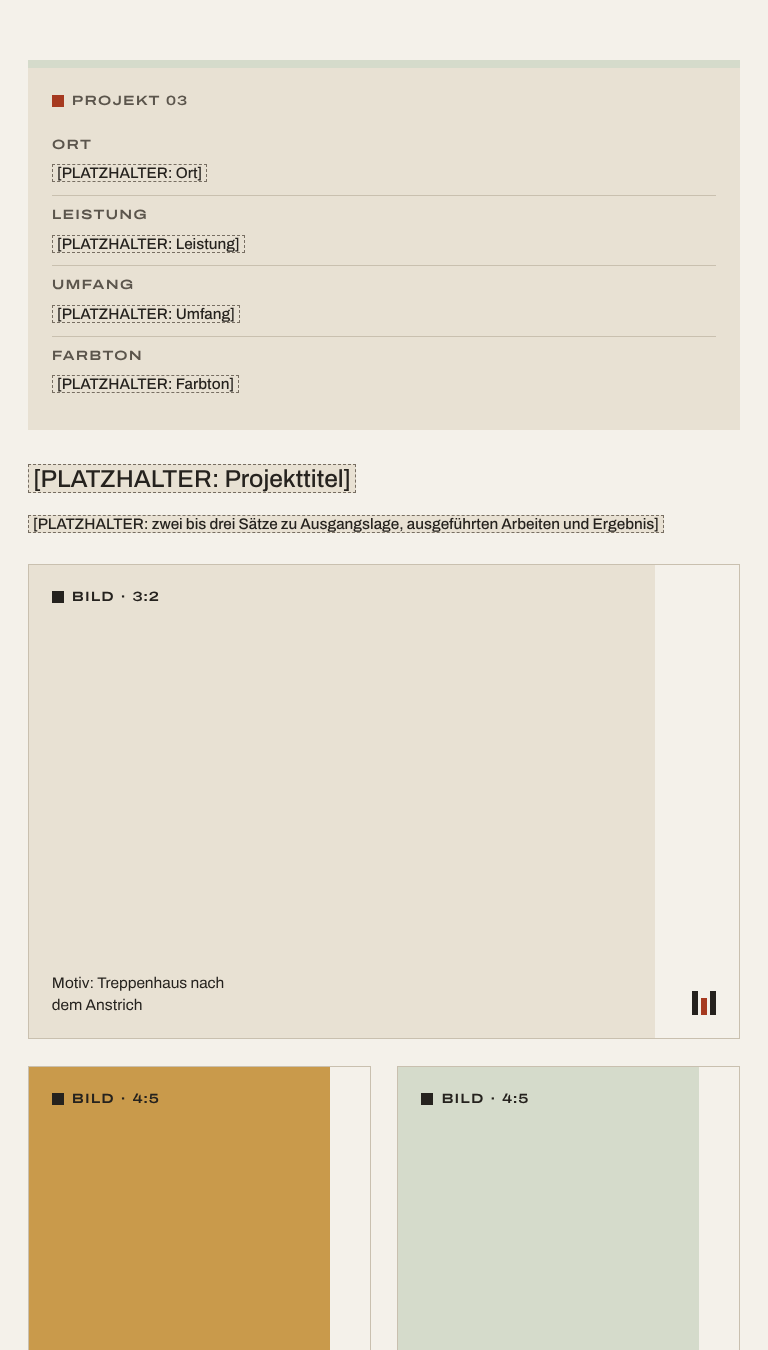 PROJEKT 03
ORT
[PLATZHALTER: Ort]
LEISTUNG
[PLATZHALTER: Leistung]
UMFANG
[PLATZHALTER: Umfang]
FARBTON
[PLATZHALTER: Farbton]
[PLATZHALTER: Projekttitel]
[PLATZHALTER: zwei bis drei Sätze zu Ausgangslage, ausgeführten Arbeiten und Ergebnis]
BILD · 3:2
Motiv: Treppenhaus nach
dem Anstrich
BILD · 4:5
BILD · 4:5